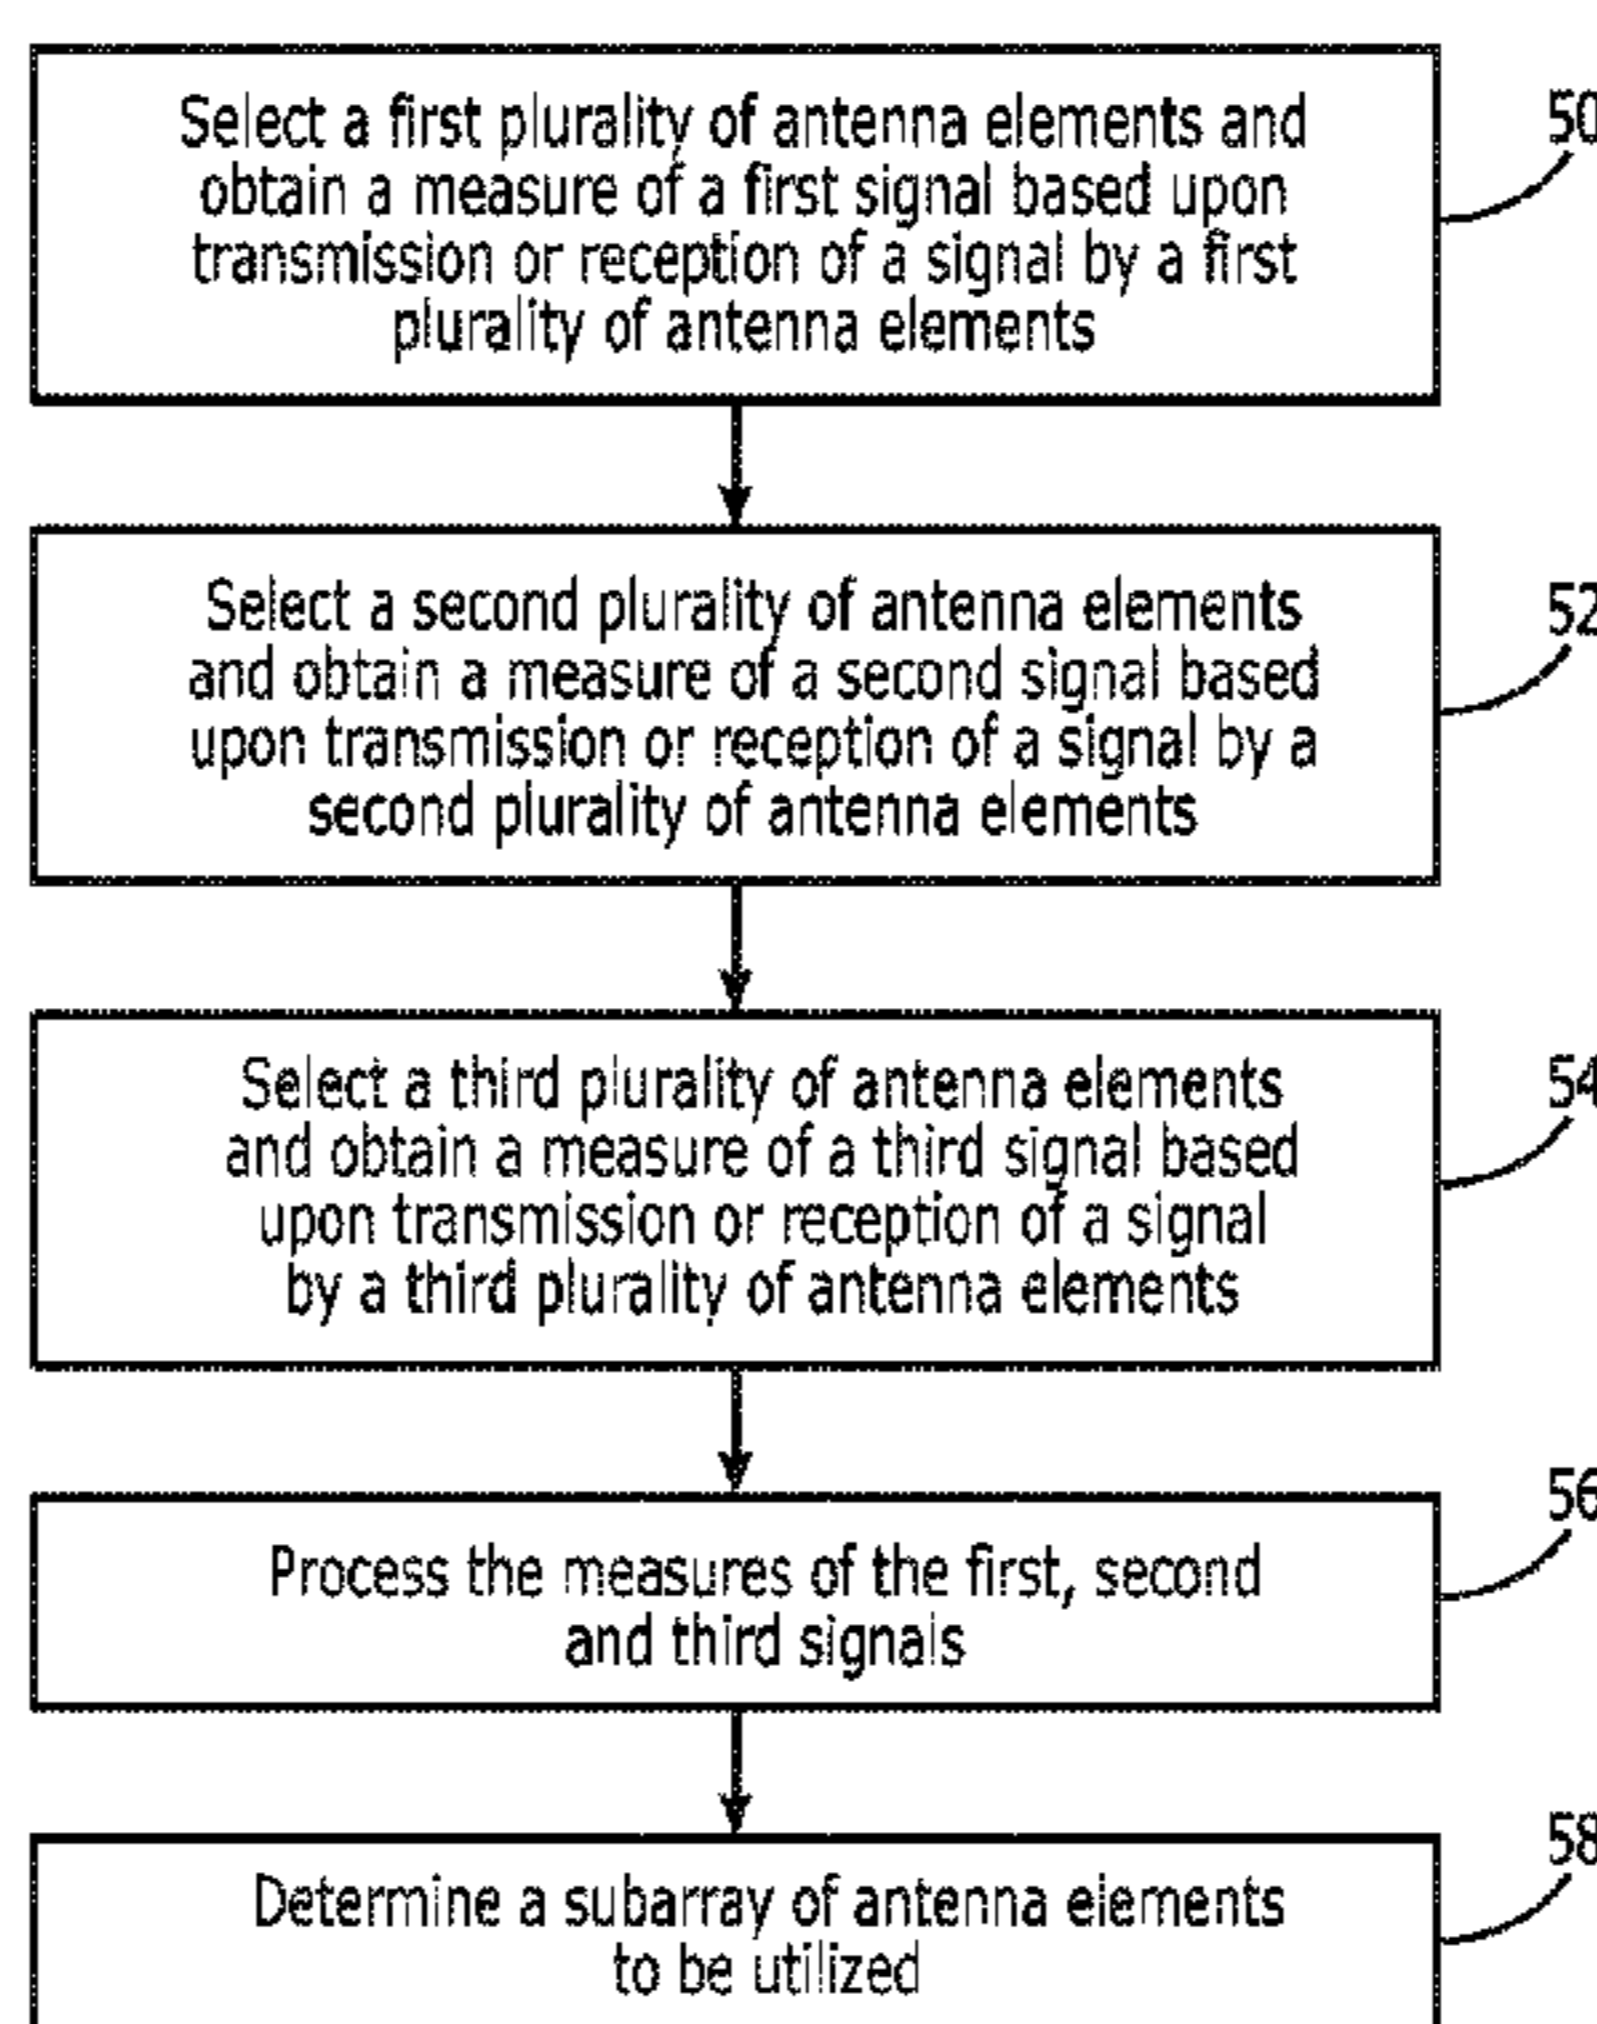 Select a first plurality of antenna elements and
obtain a measure of a first signal based upon
transmission or reception of a signal by a first
plurality of antenna elements
50
Select a second plurality of antenna elements
and obtain a measure of a second signal based
upon transmission or reception of a signal by a
second plurality of antenna elements
52
Select a third plurality of antenna elements
and obtain a measure of a third signal based
upon transmission or reception of a signal
by a third plurality of antenna elements
54
Process the measures of the first, second
and third signals
56
Determine a subarray of antenna elements
to be utilized
58